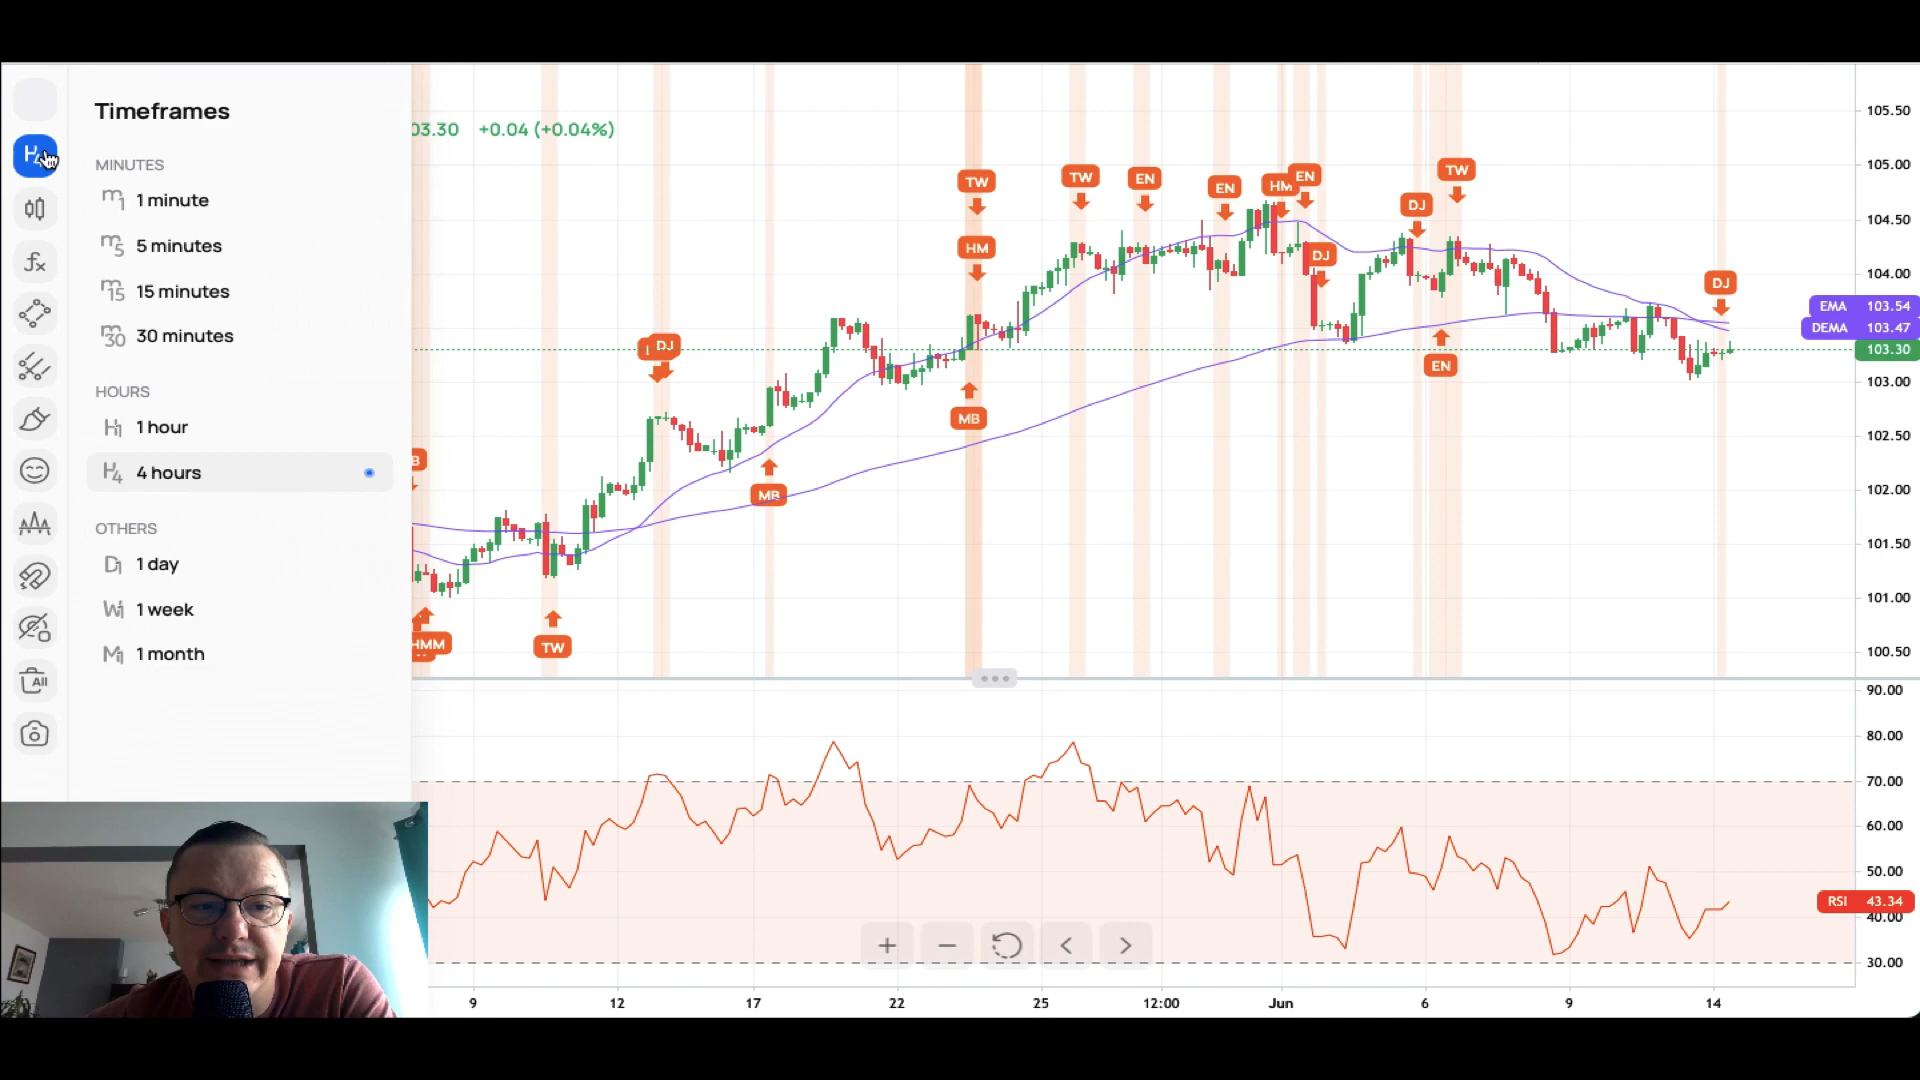 Timeframes
MINUTES
1 minute
5 minutes
15 minutes
30 minutes
HOURS
1 hour
4 hours
OTHERS
1 day
1 week
1 month
All
03.30 +0.04 (+0.04%)
TW
HM
MB
TW
EN
EN
HM
EN
DJ
DJ
TW
EN
DJ
DJ
MB
TW
HMM
105.50
105.00
104.50
104.00
EMA 103.54
DEMA 103.47
103.30
103.00
102.50
102.00
101.50
101.00
100.50
90.00
80.00
70.00
60.00
50.00
RSI 43.34
40.00
30.00
9 12 17 22 25 12:00 Jun 6 9 14